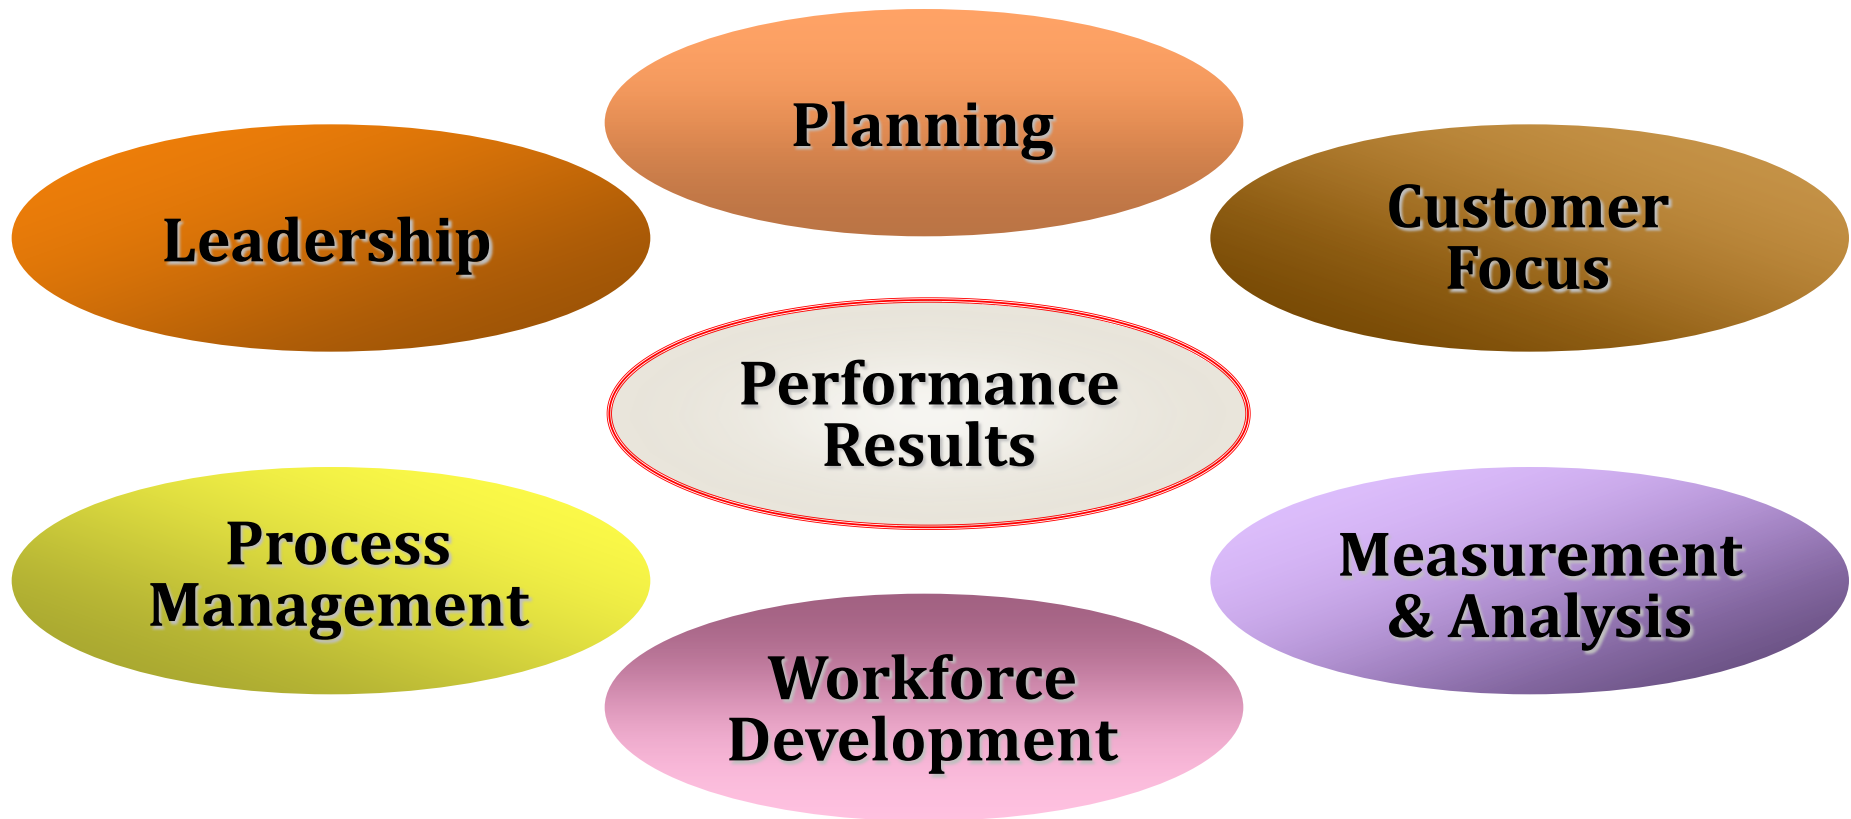 Planning
Leadership
Customer
Focus
Performance
Results
Process
Management
Measurement
& Analysis
Workforce
Development